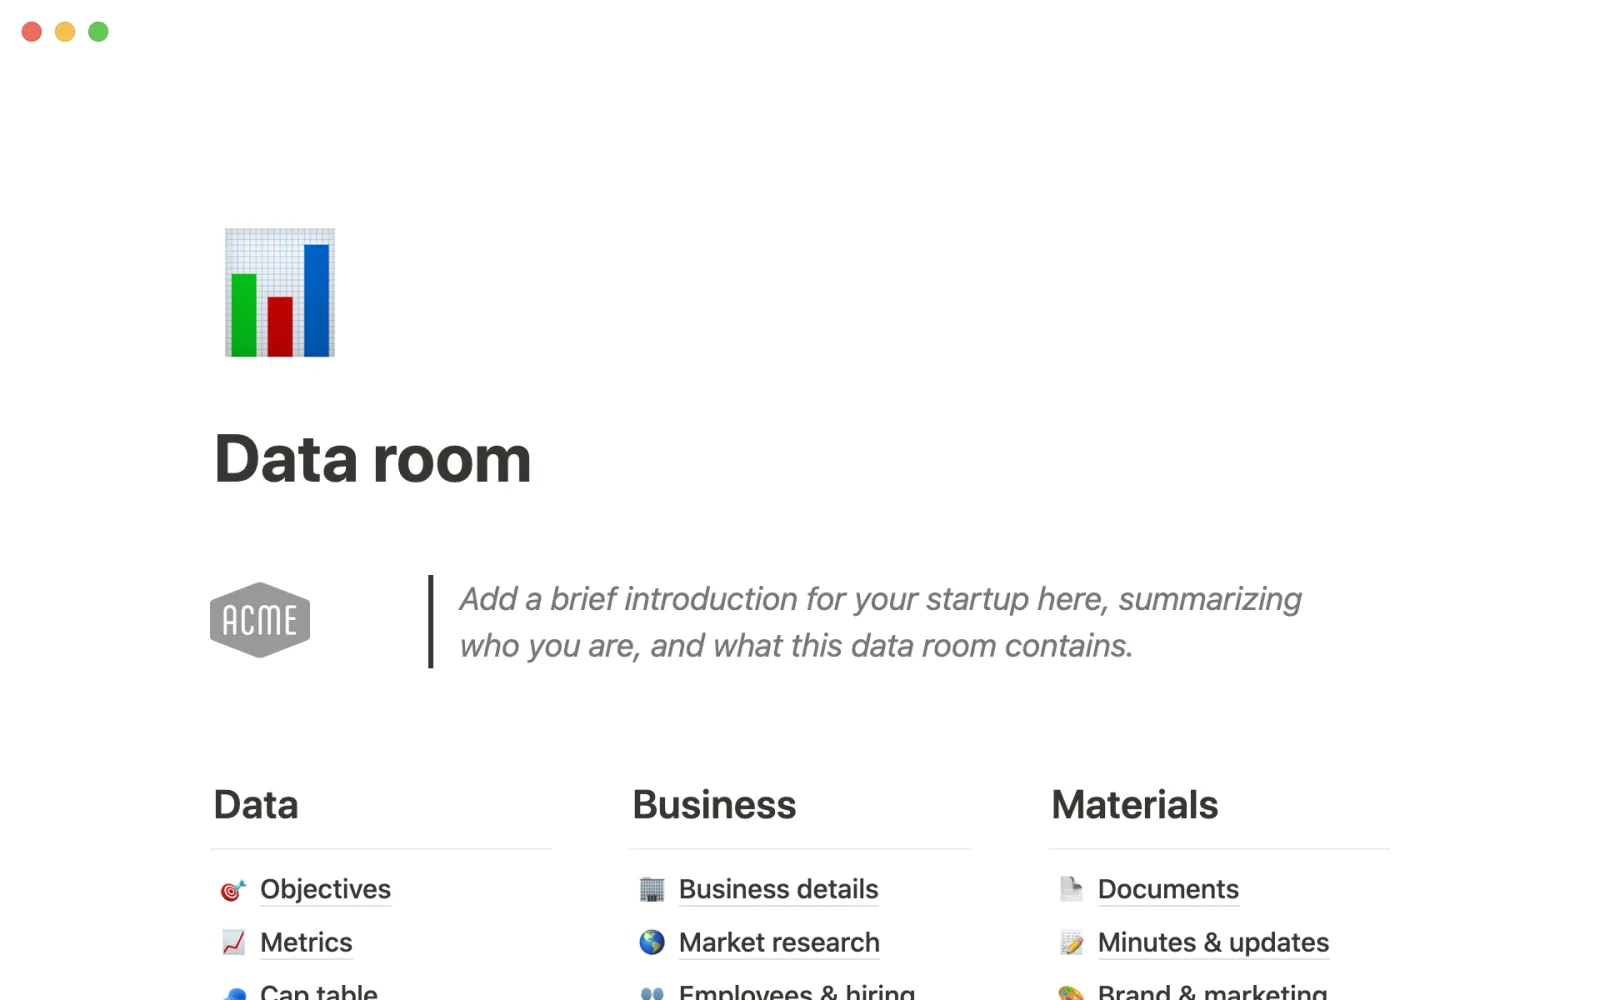 Data room
ACME
Add a brief introduction for your startup here, summarizing
who you are, and what this data room contains.
Data
Objectives
Metrics
Cap table
Business
Business details
Market research
Employees & hiring
Materials
Documents
Minutes & updates
Brand & marketing